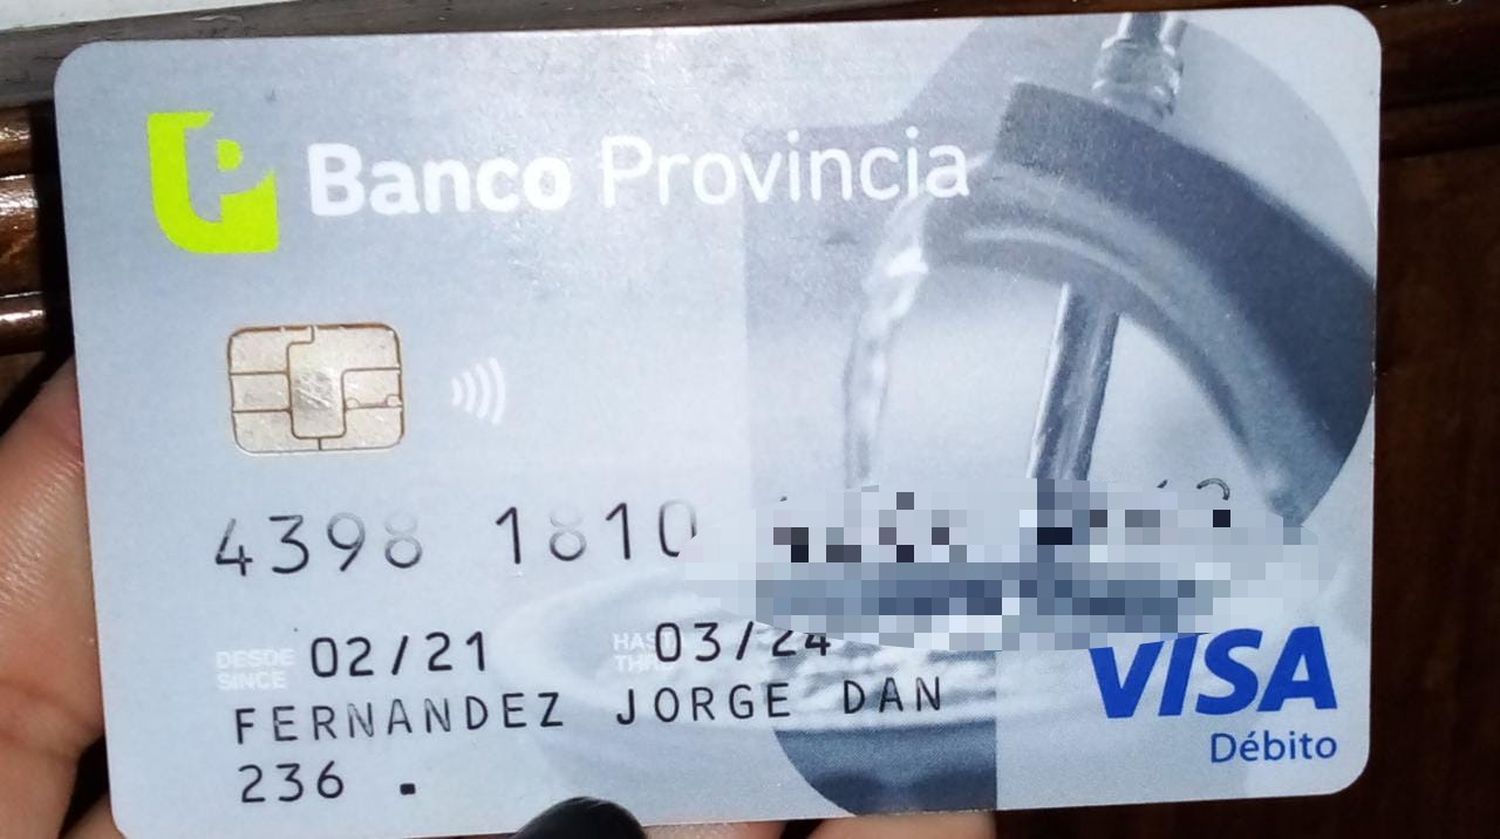 Banco Provincia
4398 1810
DESDE SINCE 02/21 03/24
FERNANDEZ JORGE DAN
236 .
VISA
Débito